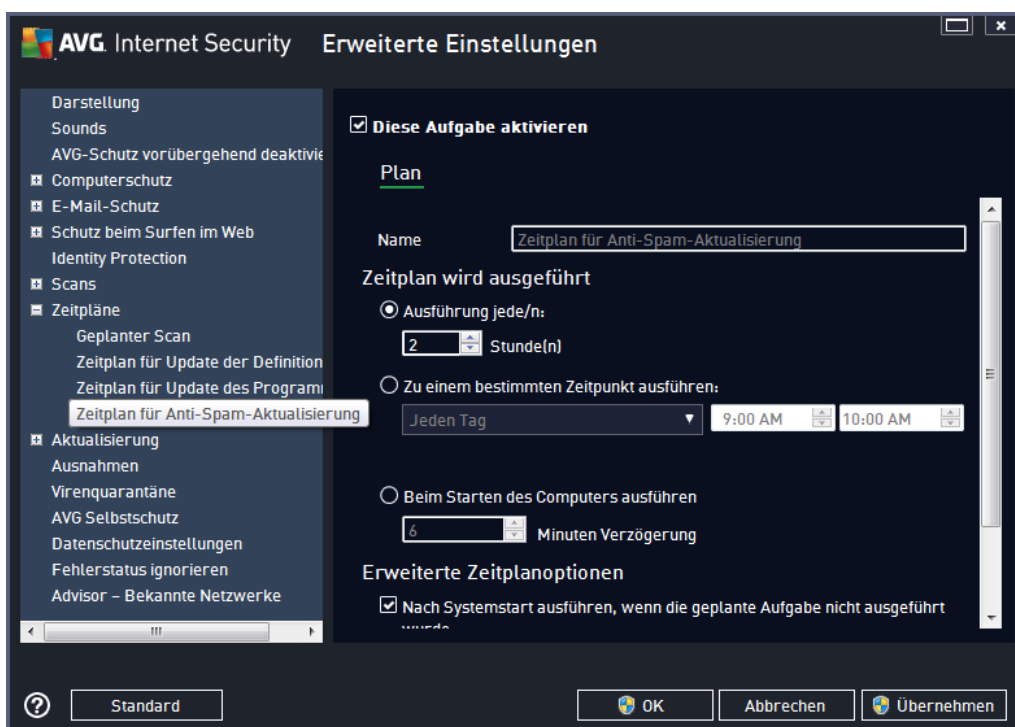 AVG. Internet Security Erweiterte Einstellungen
Darstellung
Sounds
AVG-Schutz vorübergehend deaktivie
Computerschutz
E-Mail-Schutz
Schutz beim Surfen im Web
Identity Protection
Scans
Zeitpläne
Geplanter Scan
Zeitplan für Update der Definition
Zeitplan für Update des Program
Zeitplan für Anti-Spam-Aktualisierung
Aktualisierung
Ausnahmen
Virenquarantäne
AVG Selbstschutz
Datenschutzeinstellungen
Fehlerstatus ignorieren
Advisor – Bekannte Netzwerke
Diese Aufgabe aktivieren
Plan
Name Zeitplan für Anti-Spam-Aktualisierung
Zeitplan wird ausgeführt
Ausführung jede/n:
2 Stunde(n)
Zu einem bestimmten Zeitpunkt ausführen:
Jeden Tag 9:00 AM 10:00 AM
Beim Starten des Computers ausführen
6 Minuten Verzögerung
Erweiterte Zeitplanoptionen
Nach Systemstart ausführen, wenn die geplante Aufgabe nicht ausgeführt
wurde
? Standard OK Abbrechen Übernehmen